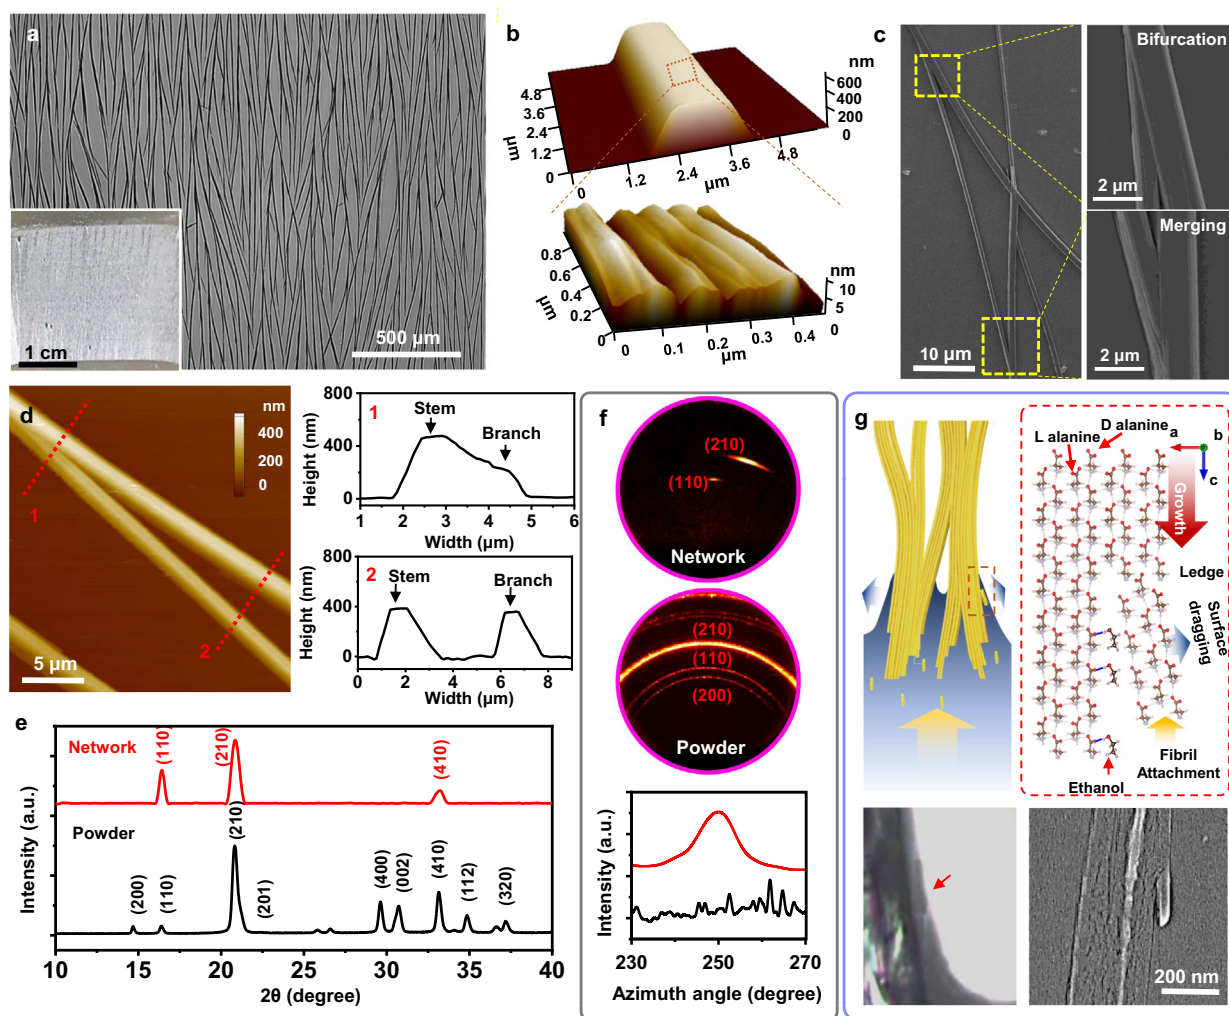 a
500 µm
1 cm
b
nm
600
400
200
0
4.8
3.6
2.4
1.2
0
µm
0
1.2
2.4
3.6
4.8
µm
0.8
0.6
0.4
0.2
0
µm
nm
10
5
0
0
0.1
0.2
0.3
0.4
µm
c
10 µm
Bifurcation
2 µm
Merging
2 µm
d
nm
400
200
0
1
2
5 µm
1
Stem
Branch
800
400
0
Height (nm)
1 2 3 4 5 6
Width (µm)
2
Stem
Branch
800
400
0
Height (nm)
0 2 4 6 8
Width (µm)
e
Network
(110)
(210)
(410)
Powder
(200)
(110)
(210)
(201)
(400)
(002)
(410)
(112)
(320)
Intensity (a.u.)
10 15 20 25 30 35 40
2θ (degree)
f
(210)
(110)
Network
(210)
(110)
(200)
Powder
Intensity (a.u.)
230 250 270
Azimuth angle (degree)
g
L alanine
D alanine
a
b
c
Growth
Ledge
Surface
dragging
Fibril
Attachment
Ethanol
200 nm